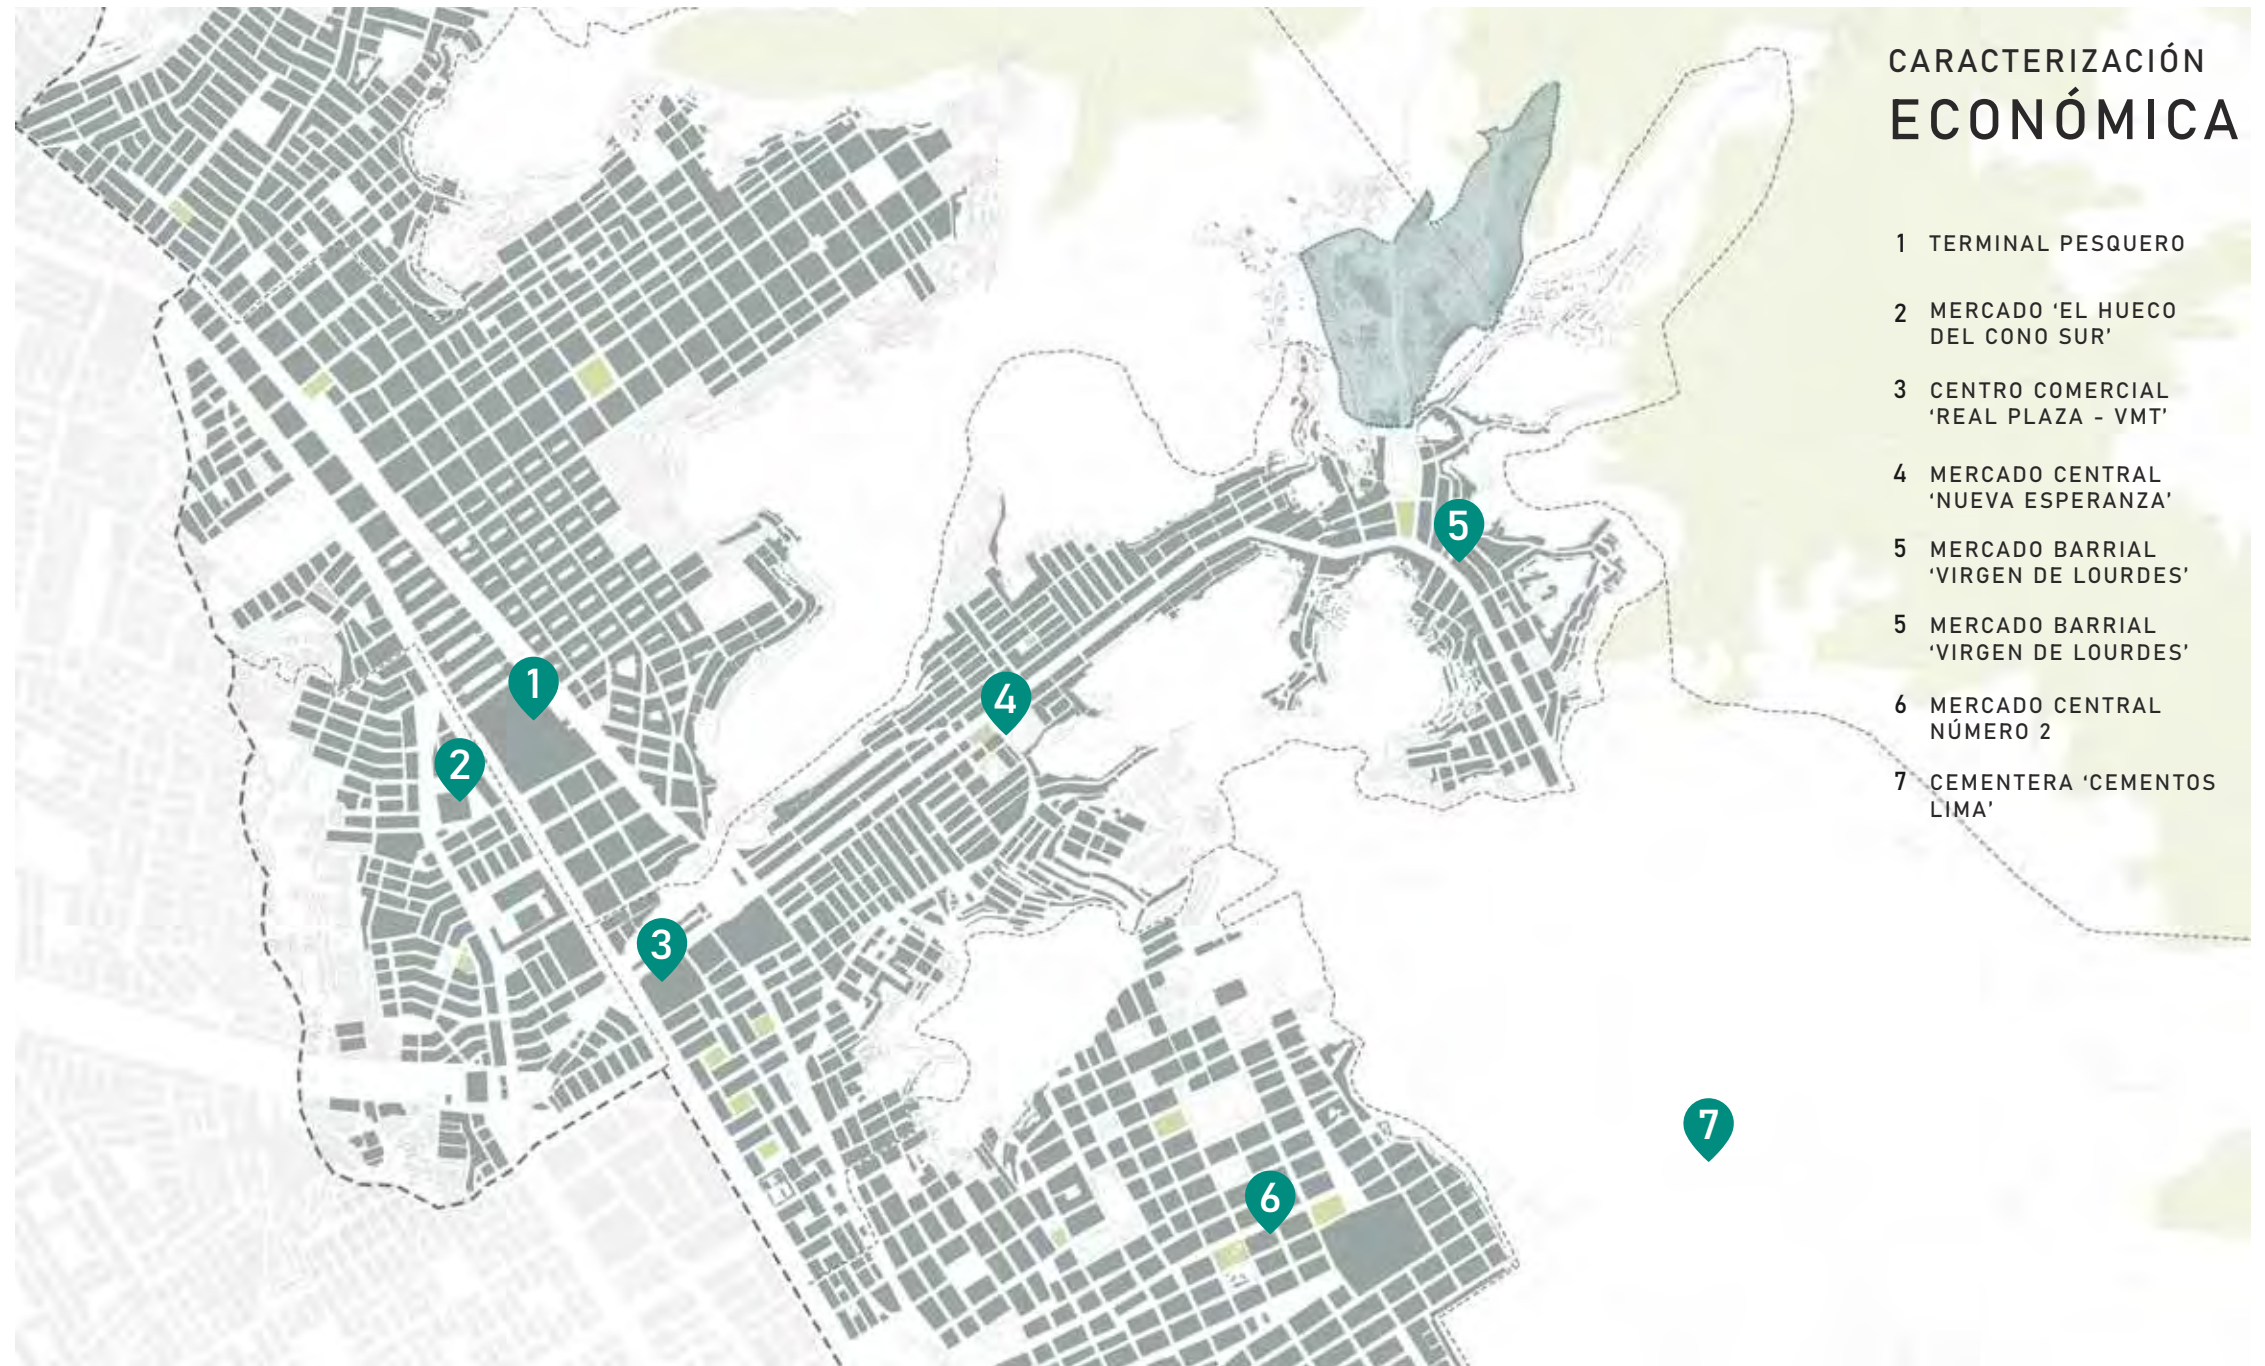 CARACTERIZACIÓN
ECONÓMICA
1 TERMINAL PESQUERO
2 MERCADO ‘EL HUECO
DEL CONO SUR’
3 CENTRO COMERCIAL
‘REAL PLAZA - VMT’
4 MERCADO CENTRAL
‘NUEVA ESPERANZA’
5 MERCADO BARRIAL
‘VIRGEN DE LOURDES’
5 MERCADO BARRIAL
‘VIRGEN DE LOURDES’
6 MERCADO CENTRAL
NÚMERO 2
7 CEMENTERA ‘CEMENTOS
LIMA’
5
1
4
2
3
7
6